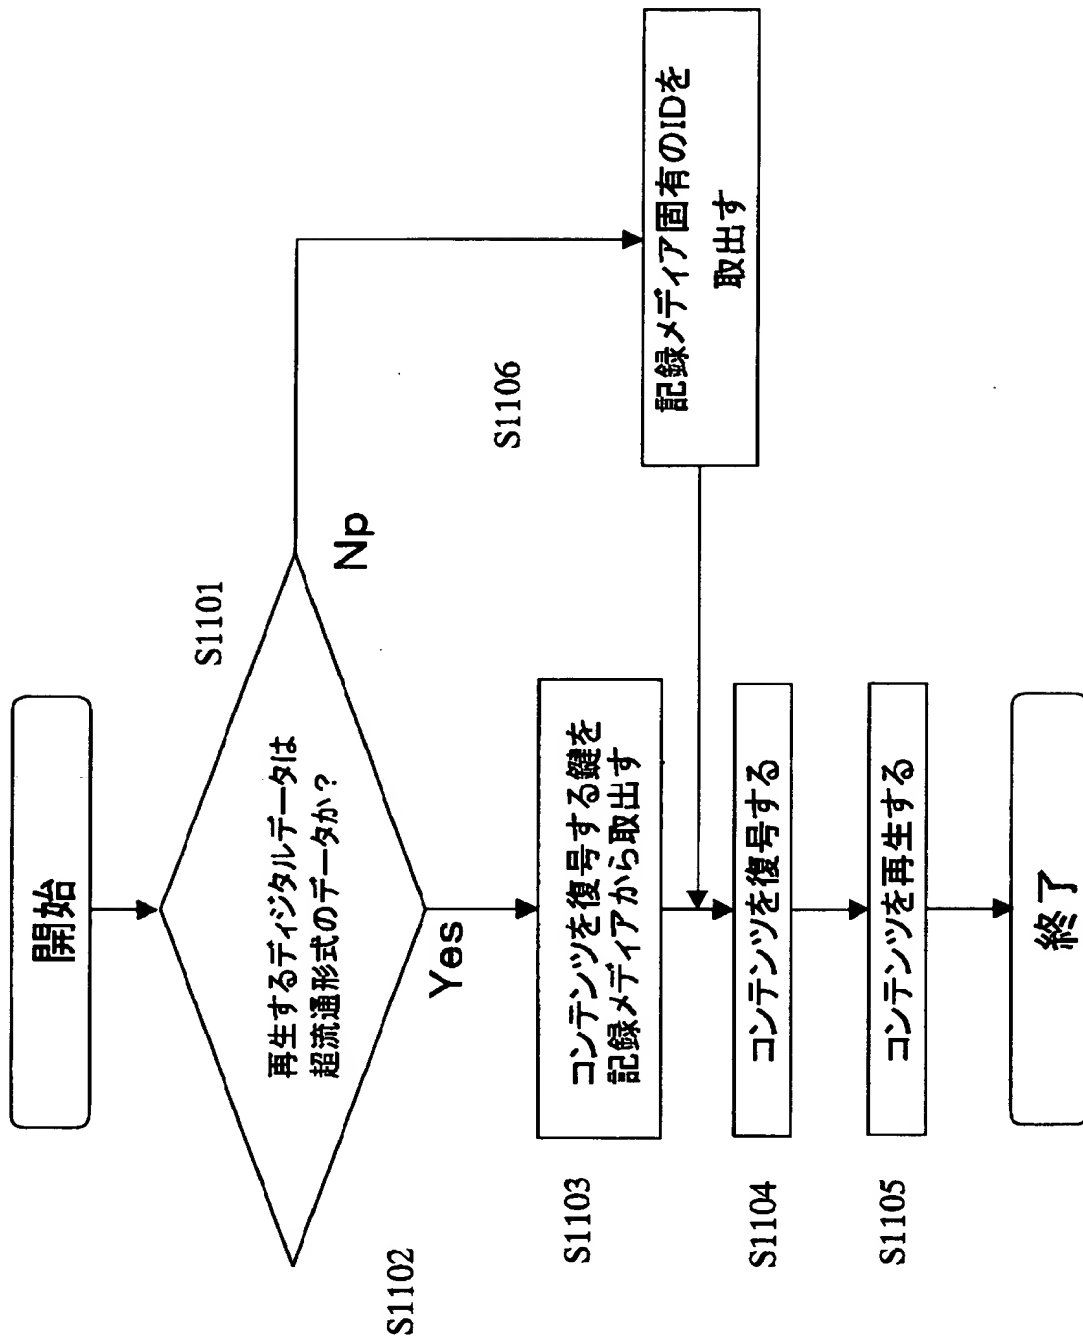 開始
S1101
再生するディジタルデータは
超流通形式のデータか？
S1102
Yes
Np
S1103
コンテンツを復号する鍵を
記録メディアから取出す
S1106
記録メディア固有のIDを
取出す
S1104
コンテンツを復号する
S1105
コンテンツを再生する
終了